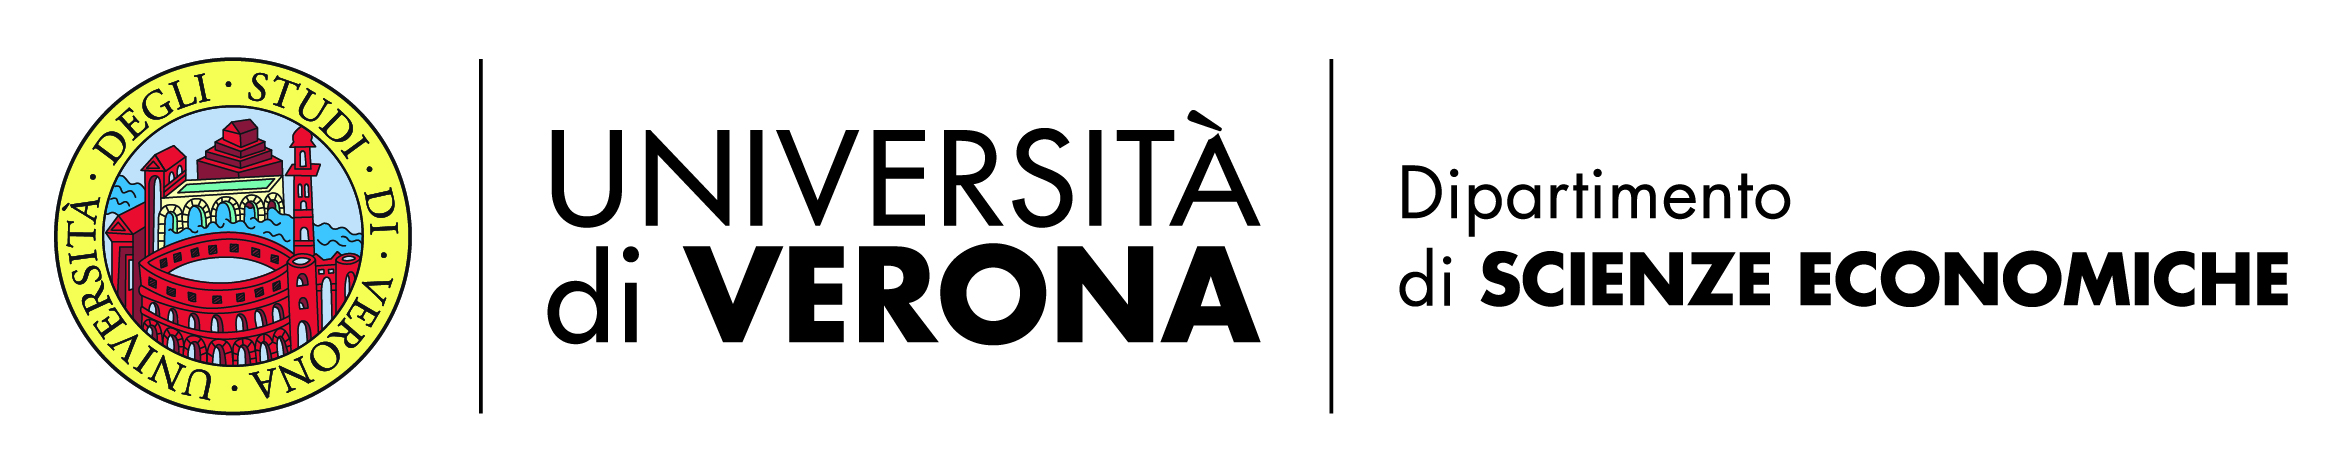 UNIVERSITÀ · DEGLI · STUDI · DI · VERONA ·
UNIVERSITÀ
di VERONA
Dipartimento
di SCIENZE ECONOMICHE